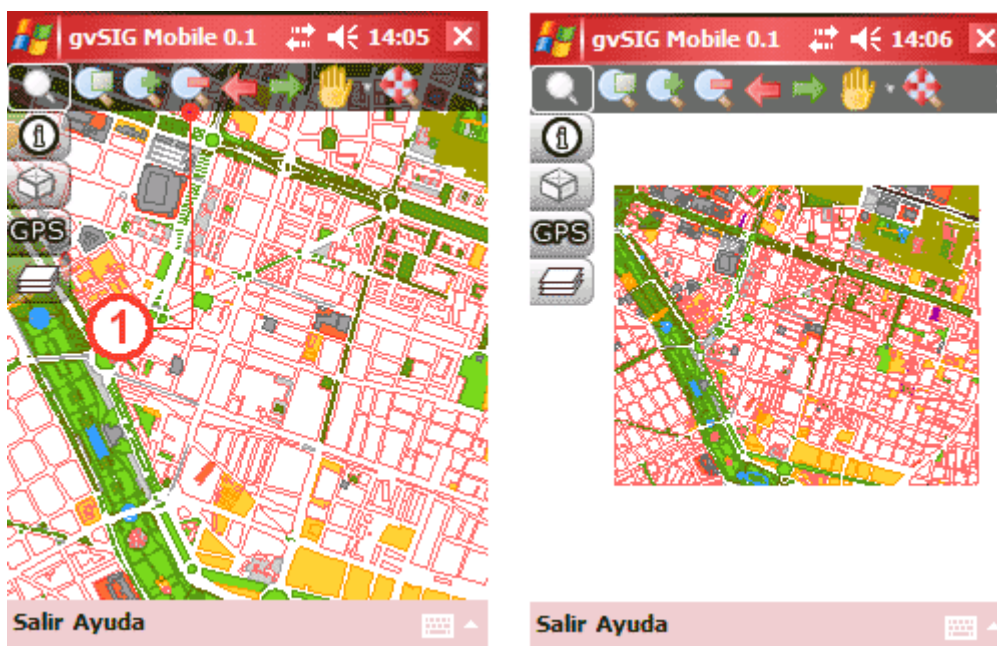 gvSIG Mobile 0.1 14:05
GPS
1
Salir Ayuda
gvSIG Mobile 0.1 14:06
GPS
Salir Ayuda